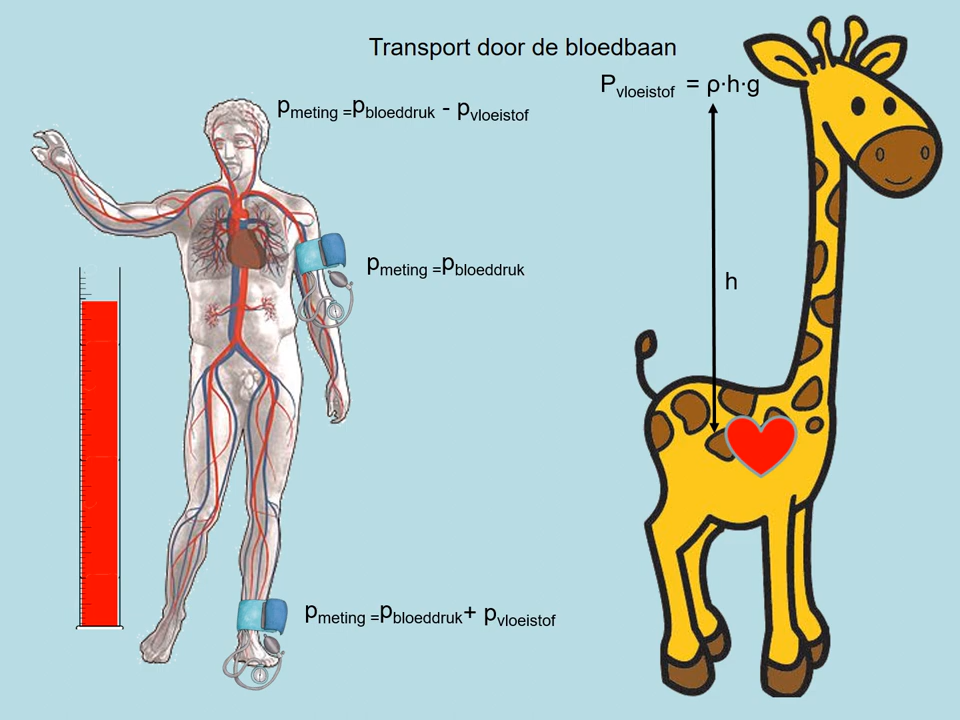 Transport door de bloedbaan
Pvloeistof = ρ·h·g
pmeting =pbloeddruk - pvloeistof
pmeting =pbloeddruk
h
pmeting =pbloeddruk+ pvloeistof